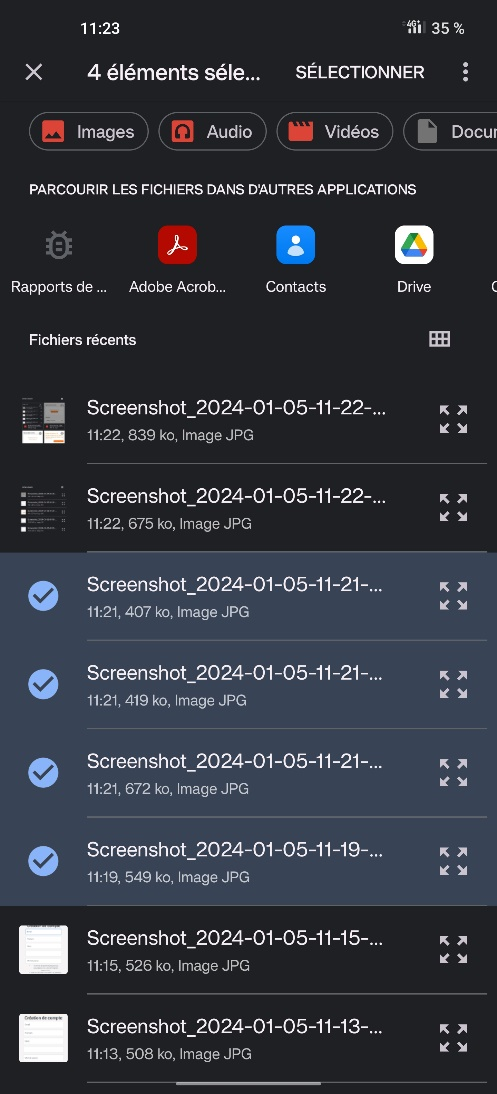 11:23
4G+ 35 %
4 éléments séle... SÉLECTIONNER
Images Audio Vidéos Docur
PARCOURIR LES FICHIERS DANS D'AUTRES APPLICATIONS
Rapports de ... Adobe Acrob... Contacts Drive
Fichiers récents
Screenshot_2024-01-05-11-22-...
11:22, 839 ko, Image JPG
Screenshot_2024-01-05-11-22-...
11:22, 675 ko, Image JPG
Screenshot_2024-01-05-11-21-...
11:21, 407 ko, Image JPG
Screenshot_2024-01-05-11-21-...
11:21, 419 ko, Image JPG
Screenshot_2024-01-05-11-21-...
11:21, 672 ko, Image JPG
Screenshot_2024-01-05-11-19-...
11:19, 549 ko, Image JPG
Screenshot_2024-01-05-11-15-...
11:15, 526 ko, Image JPG
Création de compte
Screenshot_2024-01-05-11-13-...
11:13, 508 ko, Image JPG